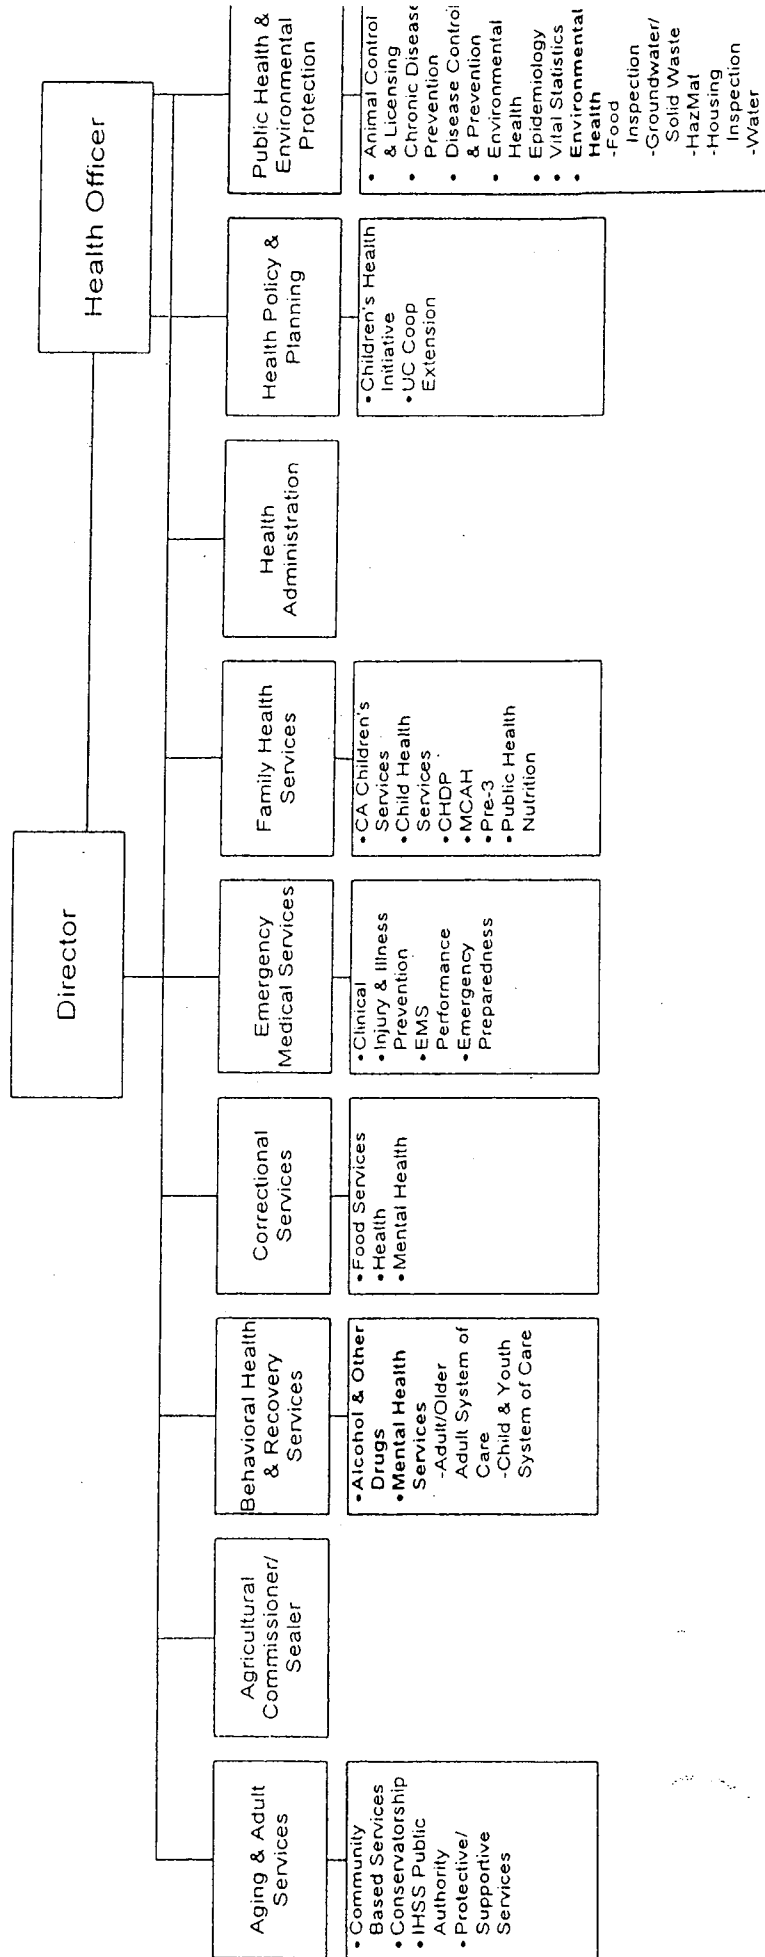 Director
Health Officer
Aging & Adult
Services
• Community
Based Services
• Conservatorship
• IHSS Public
Authority
• Protective/
Supportive
Services
Agricultural
Commissioner/
Sealer
Behavioral Health
& Recovery
Services
• Alcohol & Other
Drugs
• Mental Health
Services
-Adult/Older
Adult System of
Care
-Child & Youth
System of Care
Correctional
Services
• Food Services
• Health
• Mental Health
Emergency
Medical Services
• Clinical
• Injury & Illness
Prevention
• EMS
Performance
• Emergency
Preparedness
Family Health
Services
• CA Children's
Services
• Child Health
Services
• CHDP
• MCAH
• Pre-3
• Public Health
Nutrition
Health
Administration
Health Policy &
Planning
• Children's Health
Initiative
• UC Coop
Extension
Public Health &
Environmental
Protection
• Animal Control
& Licensing
• Chronic Disease
Prevention
• Disease Control
& Prevention
• Environmental
Health
• Epidemiology
• Vital Statistics
• Environmental
Health
-Food
Inspection
-Groundwater/
Solid Waste
-HazMat
-Housing
Inspection
-Water